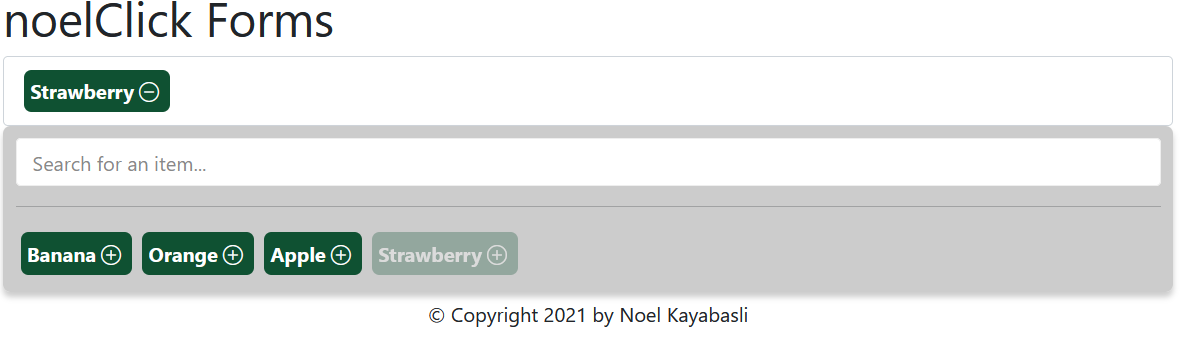 noelClick Forms
Strawberry
Search for an item...
Banana Orange Apple Strawberry
© Copyright 2021 by Noel Kayabasli